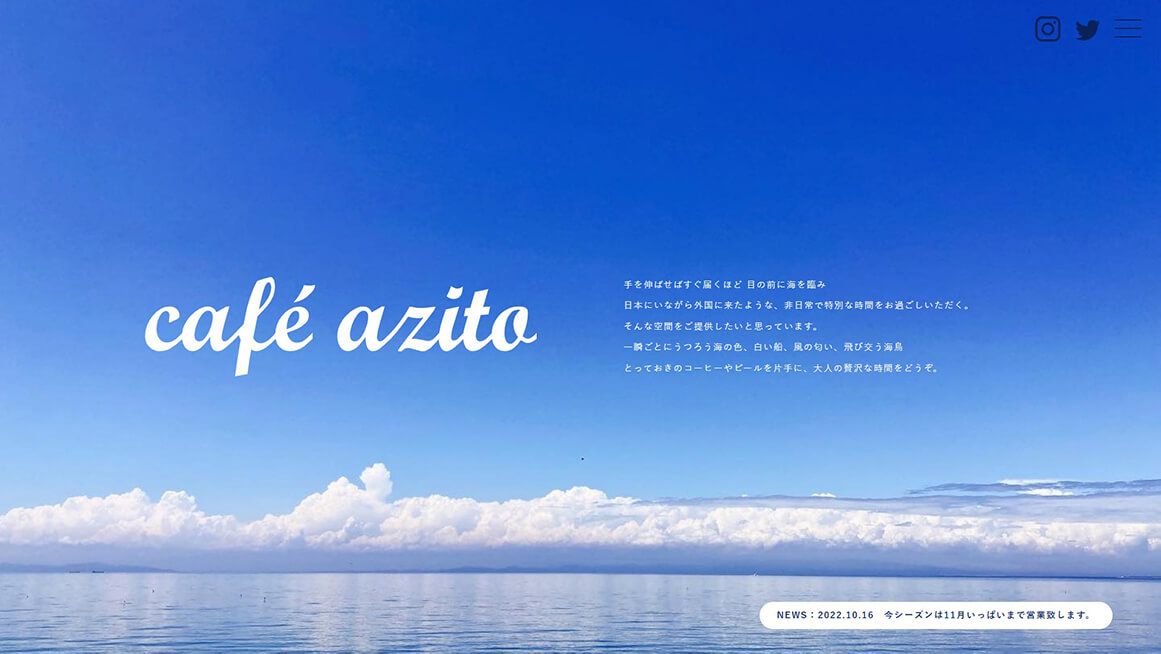 café azito
手を伸ばせばすぐ届くほど 目の前に海を臨み
日本にいながら外国に来たような、非日常で特別な時間をお過ごしいただく。
そんな空間をご提供したいと思っています。
一瞬ごとにうつろう海の色、白い船、風の匂い、飛び交う海鳥
とっておきのコーヒーやビールを片手に、大人の贅沢な時間をどうぞ。
NEWS：2022.10.16　今シーズンは11月いっぱいまで営業致します。